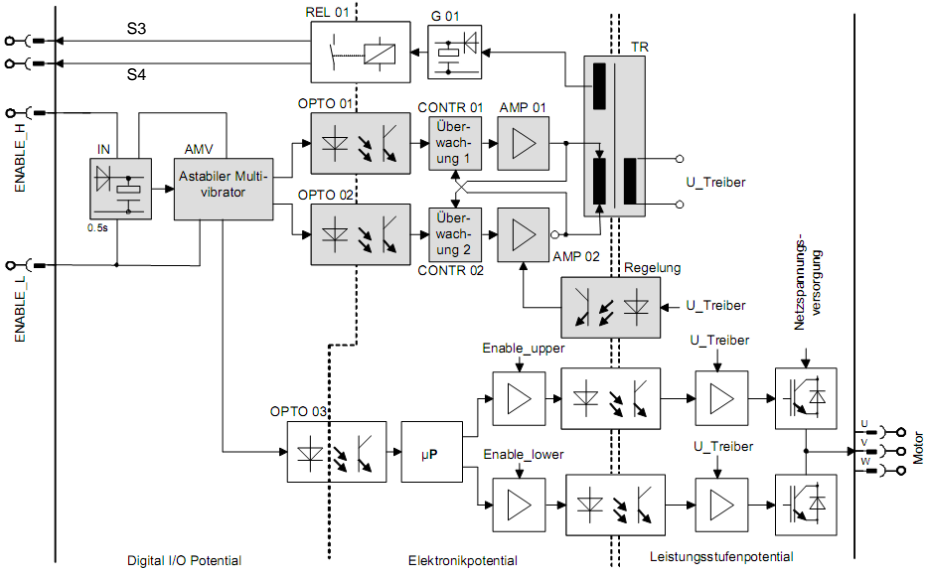 S3
REL 01
G 01
TR
S4
OPTO 01
CONTR 01
AMP 01
ENABLE_H
IN
AMV
Über-
wach-
ung 1
Astabiler Multi-
vibrator
U_Treiber
OPTO 02
0.5s
Über-
wach-
ung 2
CONTR 02
AMP 02
ENABLE_L
Regelung
U_Treiber
Netzspannungs-
versorgung
Enable_upper
U_Treiber
OPTO 03
µP
Enable_lower
U_Treiber
U
V
W
Motor
Digital I/O Potential
Elektronikpotential
Leistungsstufenpotential